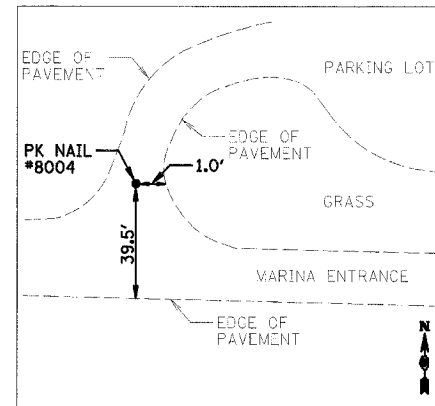 EDGE OF
PAVEMENT
PARKING LOT
EDGE OF
PAVEMENT
PK NAIL
#8004
1.0'
GRASS
39.5'
MARINA ENTRANCE
EDGE OF
PAVEMENT
N